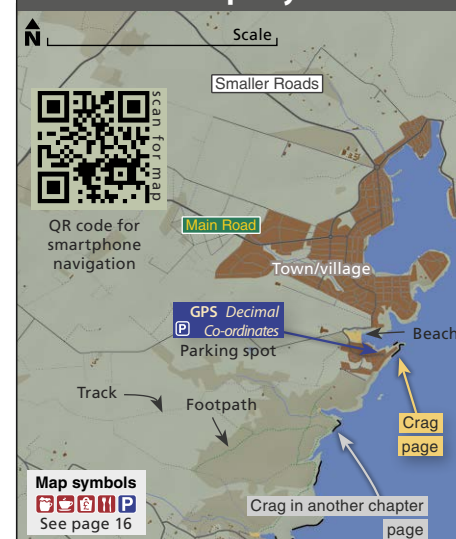 N
Scale
Smaller Roads
scan for map
QR code for
smartphone
navigation
Main Road
Town/village
GPS Decimal
P Co-ordinates
Parking spot
Beach
Track
Footpath
Crag
page
Map symbols
P
See page 16
Crag in another chapter
page